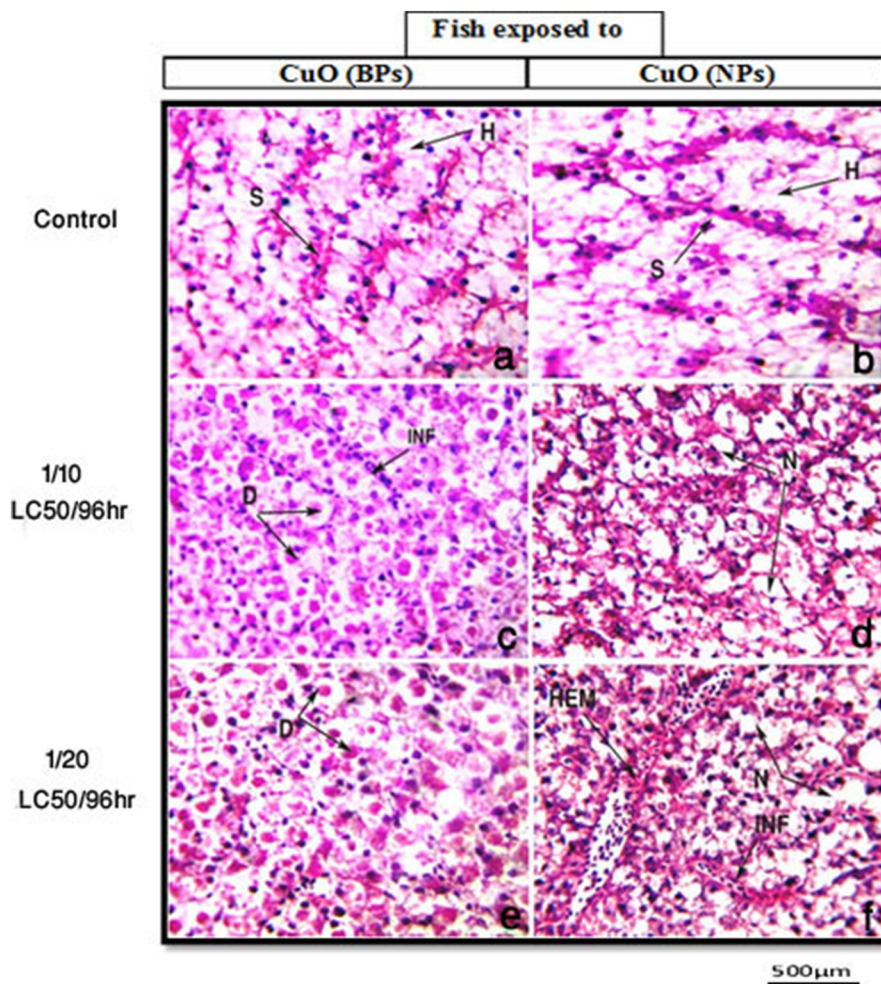 Fish exposed to
CuO (BPs) CuO (NPs)
Control
H
S
a
H
S
b
1/10
LC50/96hr
INF
D
c
N
d
1/20
LC50/96hr
D
e
HEM
N
INF
f
500µm